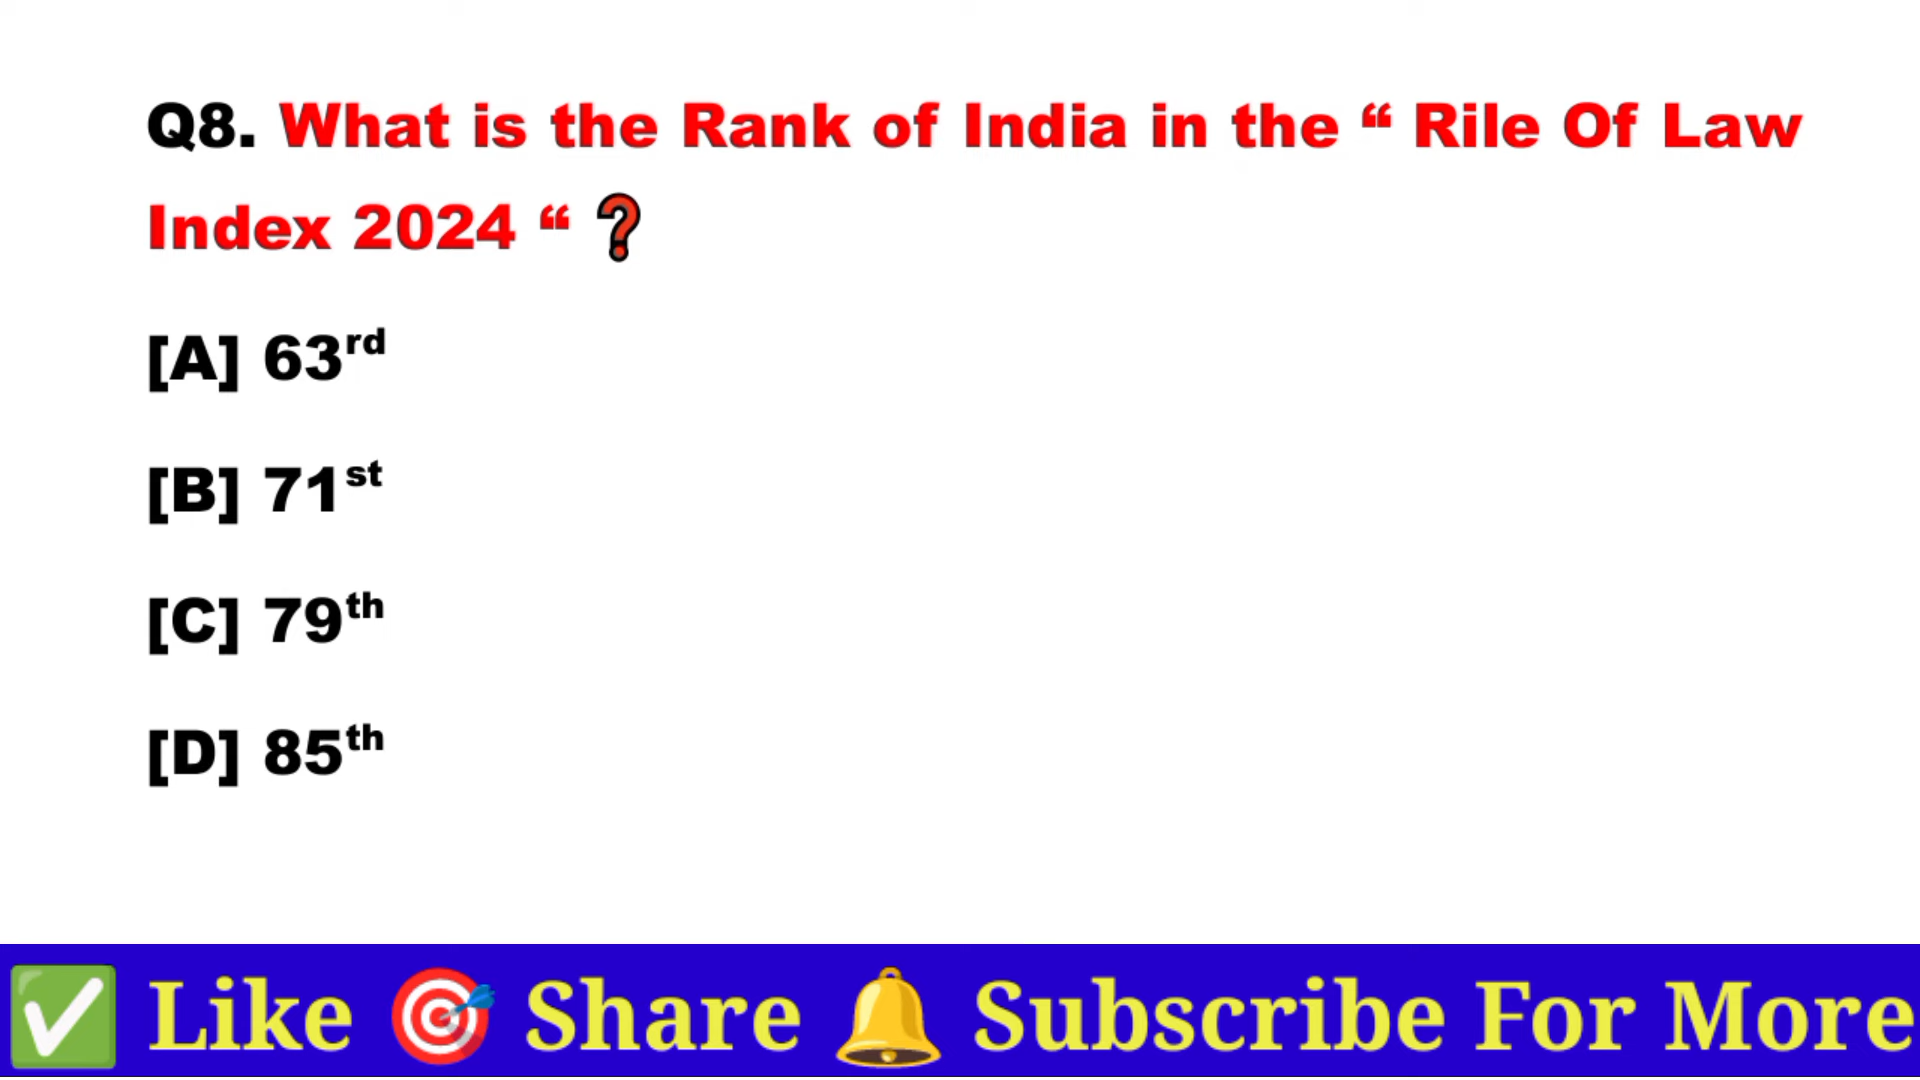 Q8. What is the Rank of India in the “ Rile Of Law
Index 2024 “ ❓
[A] 63rd
[B] 71st
[C] 79th
[D] 85th
✅ Like 🎯 Share 🔔 Subscribe For More